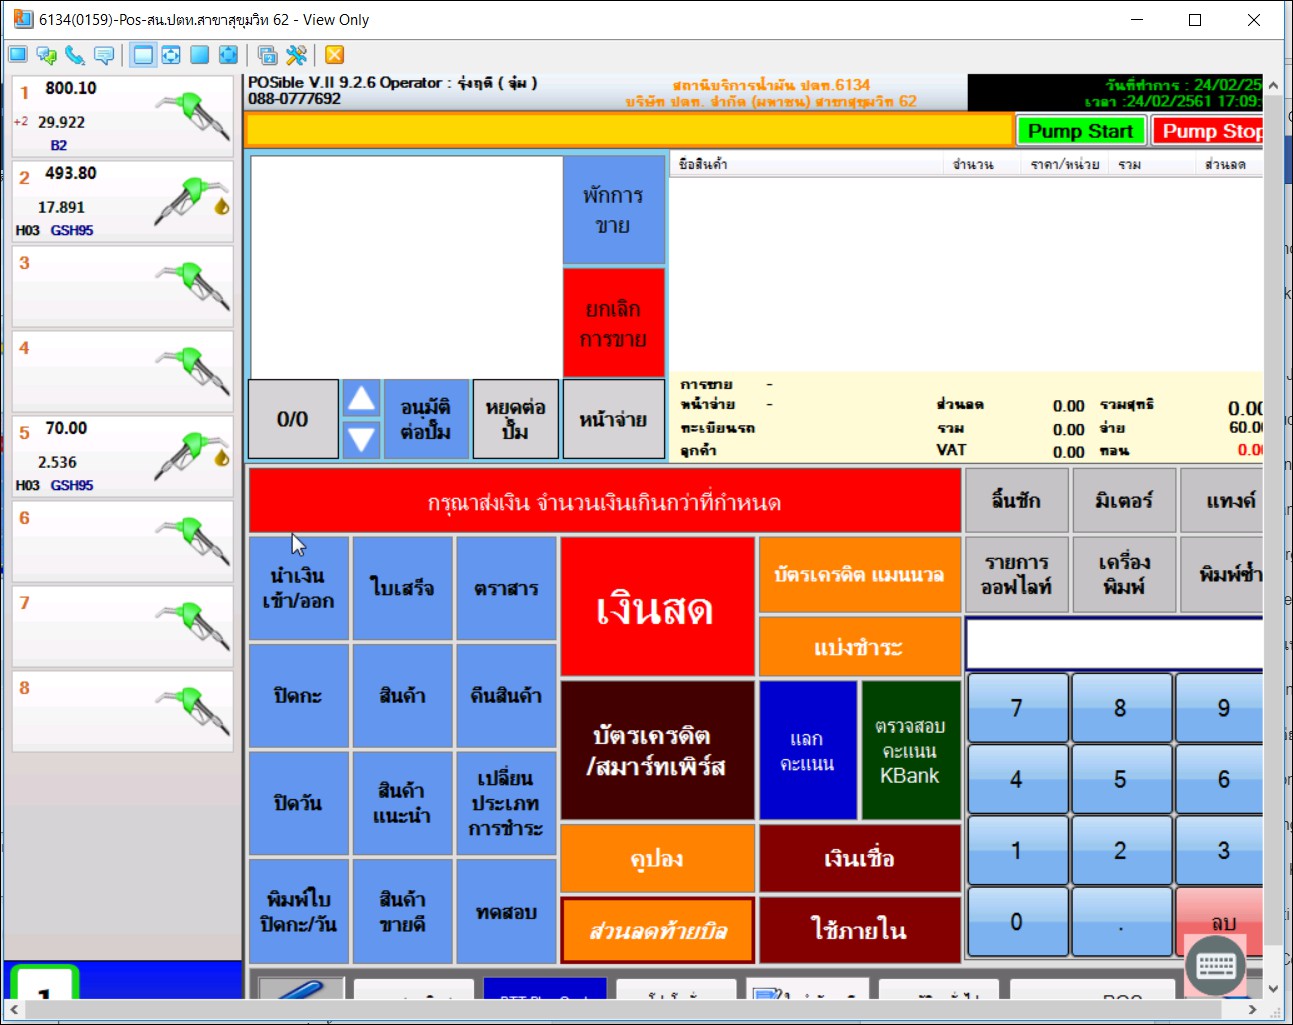 6134(0159)-Pos-สน.ปตท.สาขาสุขุมวิท 62 - View Only
1 800.10
+2 29.922
B2
2 493.80
17.891
H03 GSH95
3
4
5 70.00
2.536
H03 GSH95
6
7
8
1
POSible V.II 9.2.6 Operator : รุ่งฤดี ( จุ๋ม )
088-0777692
สถานีบริการน้ำมัน ปตท.6134
บริษัท ปตท. จำกัด (มหาชน) สาขาสุขุมวิท 62
วันที่ทำการ : 24/02/25
เวลา :24/02/2561 17:09:
Pump Start
Pump Stop
พักการ
ขาย
ยกเลิก
การขาย
ชื่อสินค้า จำนวน ราคา/หน่วย รวม ส่วนลด
0/0
อนุมัติ
ต่อปั๊ม
หยุดต่อ
ปั๊ม
หน้าจ่าย
การขาย -
หน้าจ่าย - ส่วนลด 0.00 รวมสุทธิ 0.00
ทะเบียนรถ รวม 0.00 จ่าย 60.00
ลูกค้า VAT 0.00 ทอน 0.00
กรุณาส่งเงิน จำนวนเงินเกินกว่าที่กำหนด
ลิ้นชัก
มิเตอร์
แทงค์
นำเงิน
เข้า/ออก
ใบเสร็จ
ตราสาร
เงินสด
บัตรเครดิต แมนนวล
รายการ
ออฟไลท์
เครื่อง
พิมพ์
พิมพ์ซ้ำ
แบ่งชำระ
ปิดกะ
สินค้า
คืนสินค้า
บัตรเครดิต
/สมาร์ทเพิร์ส
แลก
คะแนน
ตรวจสอบ
คะแนน
KBank
7 8 9
4 5 6
ปิดวัน
สินค้า
แนะนำ
เปลี่ยน
ประเภท
การชำระ
คูปอง
เงินเชื่อ
1 2 3
พิมพ์ใบ
ปิดกะ/วัน
สินค้า
ขายดี
ทดสอบ
ส่วนลดท้ายบิล
ใช้ภายใน
0 . ลบ